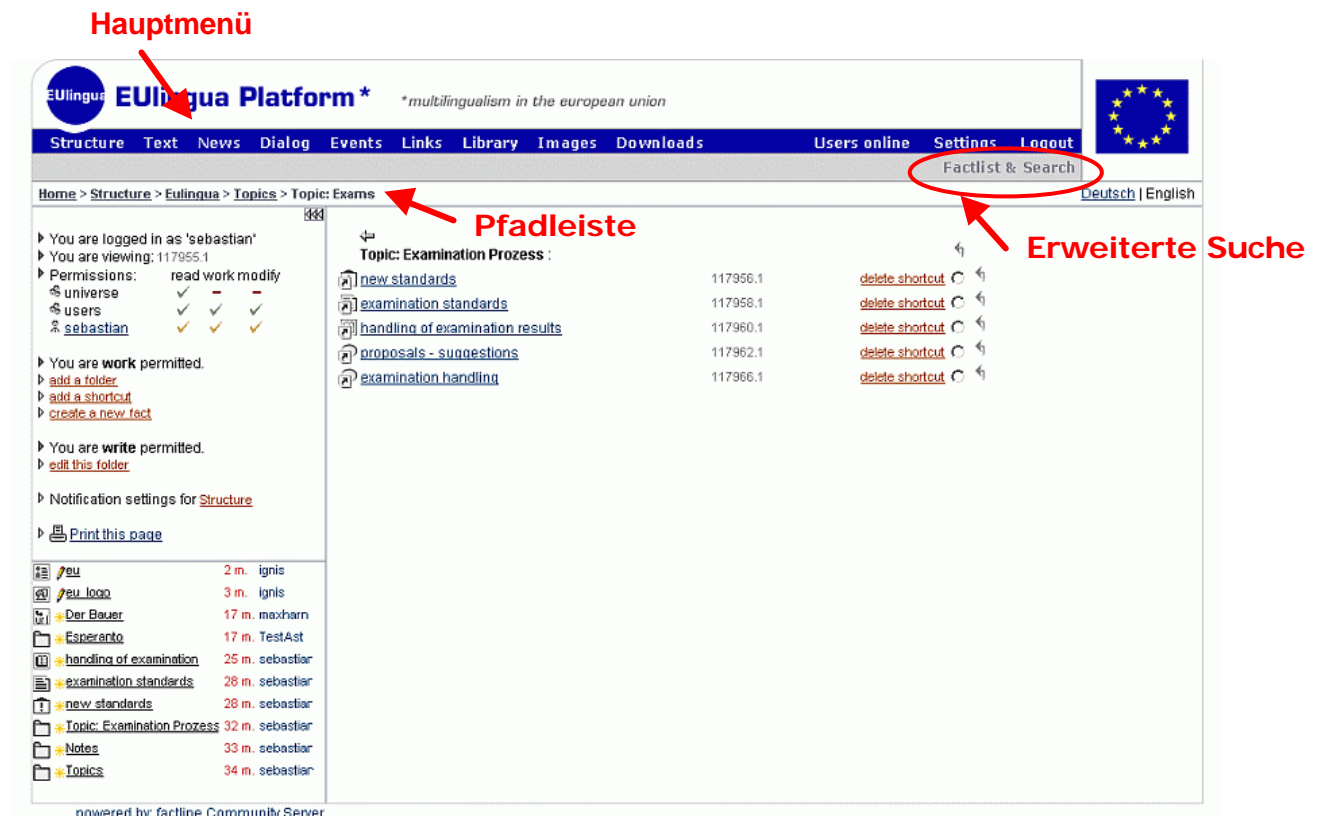 Hauptmenü
EUlingua EUlingua Platform* *multilingualism in the european union
Structure Text News Dialog Events Links Library Images Downloads Users online Settings Logout
Factlist & Search
Home > Structure > Eulingua > Topics > Topic: Exams
Deutsch | English
Pfadleiste
Erweiterte Suche
You are logged in as 'sebastian'
You are viewing: 117955.1
Permissions: read work modify
universe
users
sebastian
You are work permitted.
add a folder
add a shortcut
create a new fact
You are write permitted.
edit this folder
Notification settings for Structure
Print this page
Topic: Examination Prozess :
new standards 117956.1 delete shortcut
examination standards 117958.1 delete shortcut
handling of examination results 117960.1 delete shortcut
proposals - suggestions 117962.1 delete shortcut
examination handling 117966.1 delete shortcut
eu 2 m. ignis
eu_logo 3 m. ignis
Der Bauer 17 m. maxharn
Esperanto 17 m. TestAst
handling of examination 25 m. sebastian
examination standards 28 m. sebastian
new standards 28 m. sebastian
Topic: Examination Prozess 32 m. sebastian
Notes 33 m. sebastian
Topics 34 m. sebastian
powered by: factline Community Server